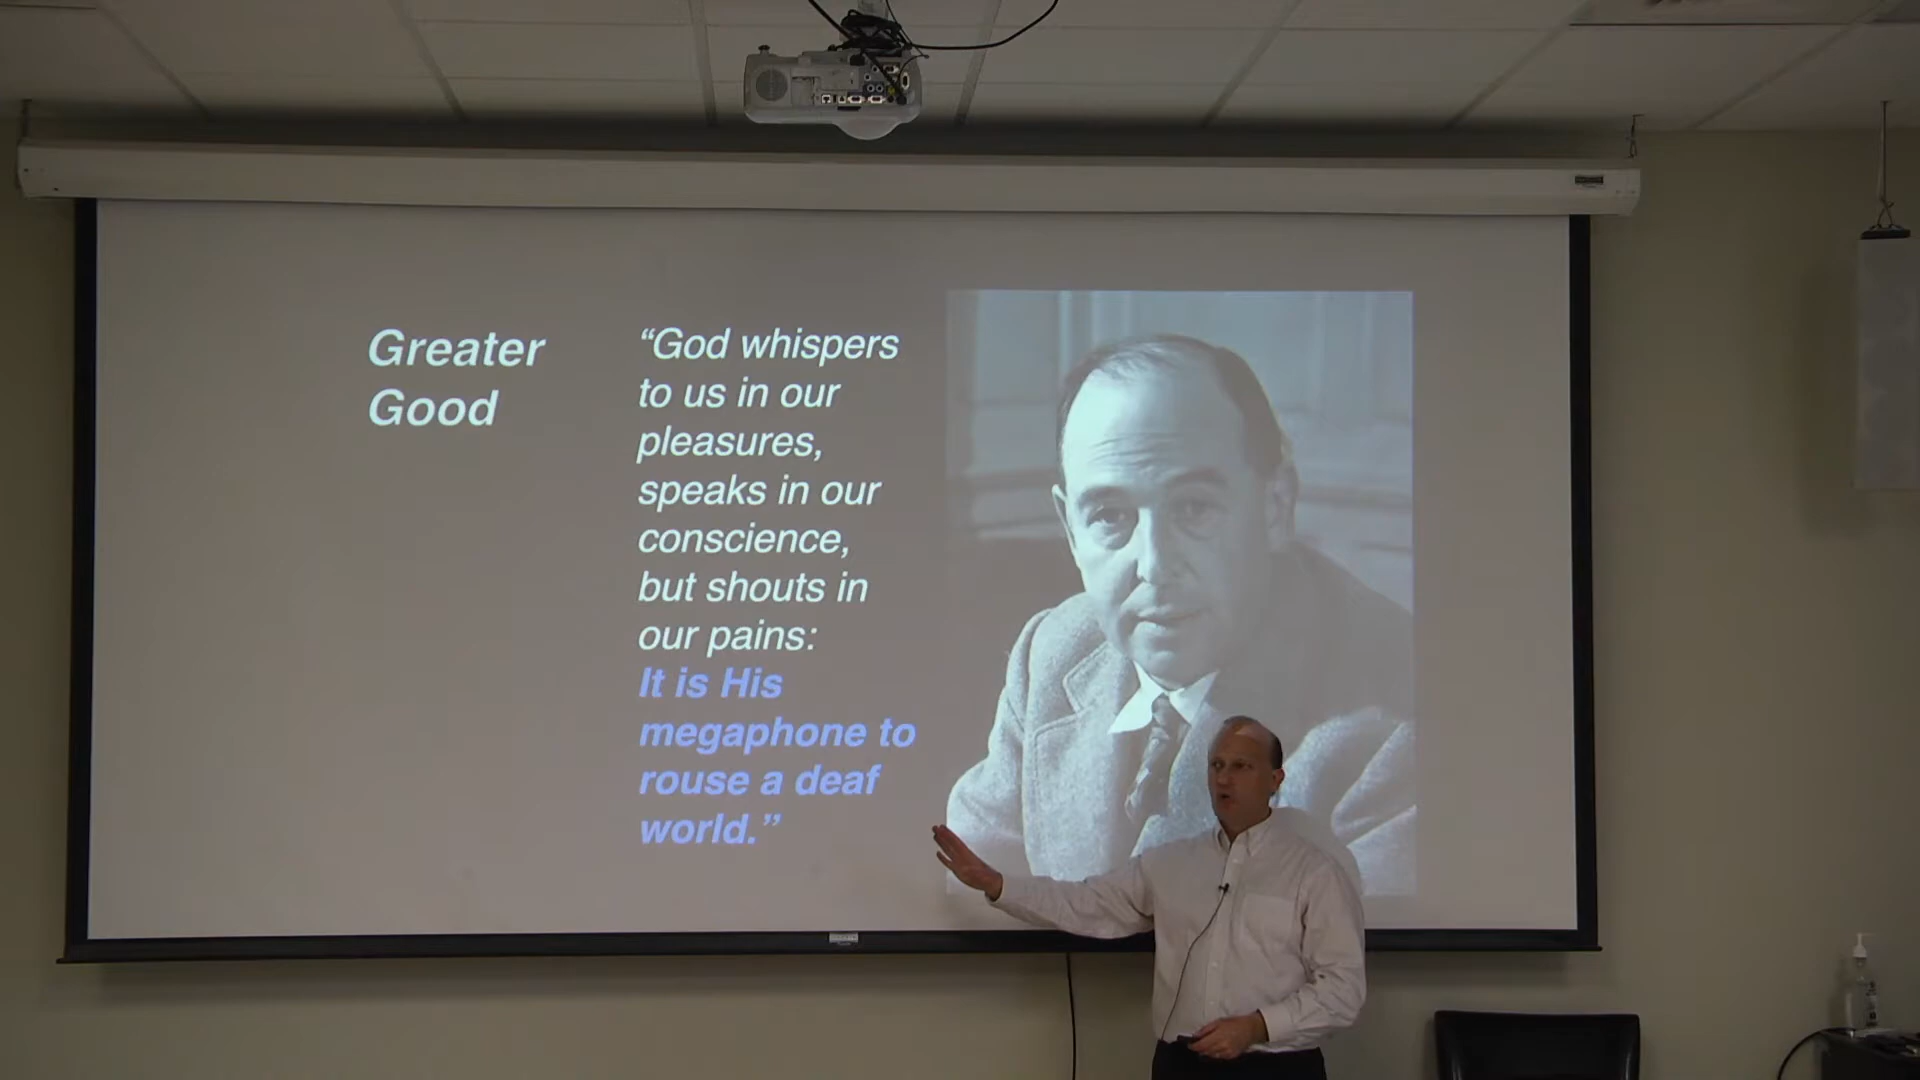 Greater
Good
“God whispers
to us in our
pleasures,
speaks in our
conscience,
but shouts in
our pains:
It is His
megaphone to
rouse a deaf
world.”